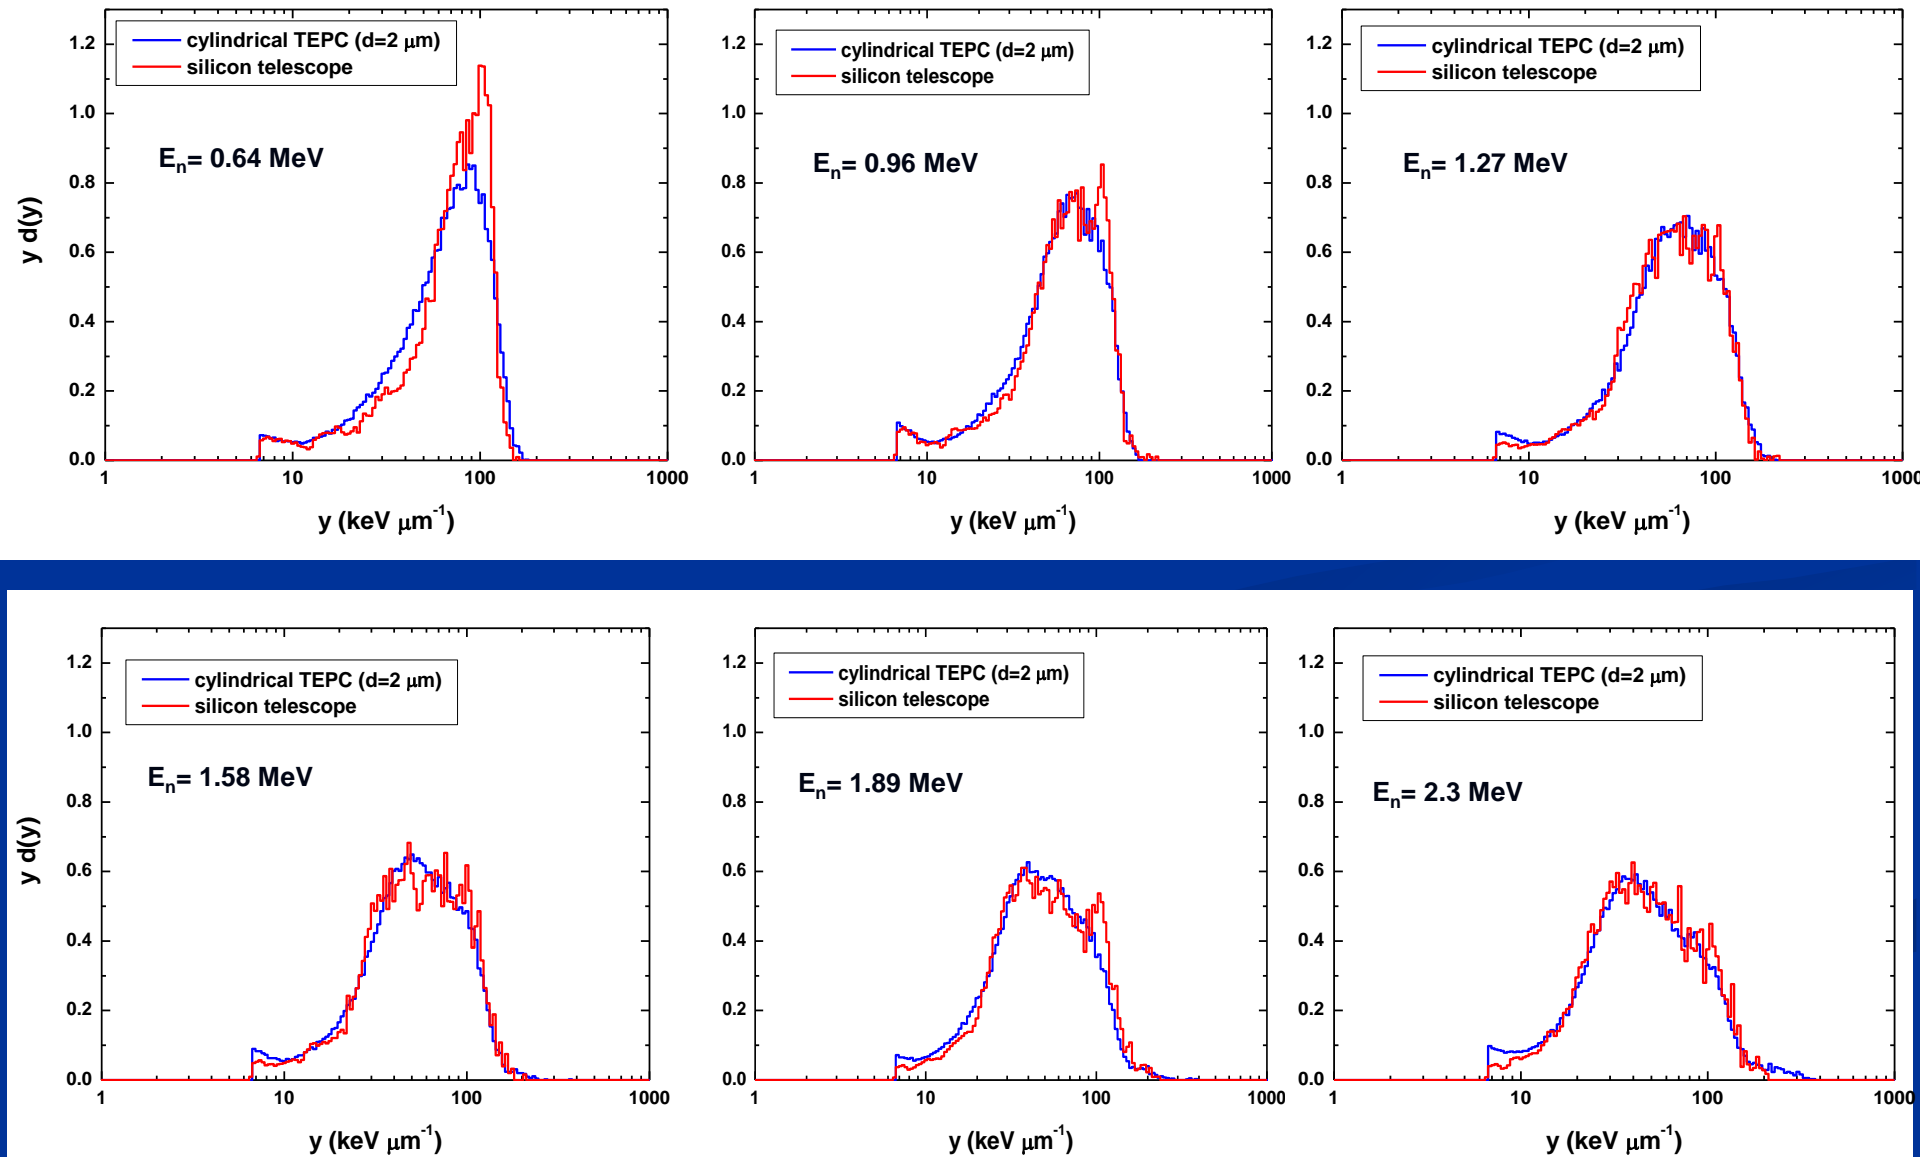 cylindrical TEPC (d=2 μm)
silicon telescope
Eₙ= 0.64 MeV
y d(y)
1.2
1.0
0.8
0.6
0.4
0.2
0.0
1 10 100 1000
y (keV μm⁻¹)
cylindrical TEPC (d=2 μm)
silicon telescope
Eₙ= 0.96 MeV
1.2
1.0
0.8
0.6
0.4
0.2
0.0
1 10 100 1000
y (keV μm⁻¹)
cylindrical TEPC (d=2 μm)
silicon telescope
Eₙ= 1.27 MeV
1.2
1.0
0.8
0.6
0.4
0.2
0.0
1 10 100 1000
y (keV μm⁻¹)
cylindrical TEPC (d=2 μm)
silicon telescope
Eₙ= 1.58 MeV
y d(y)
1.2
1.0
0.8
0.6
0.4
0.2
0.0
1 10 100 1000
y (keV μm⁻¹)
cylindrical TEPC (d=2 μm)
silicon telescope
Eₙ= 1.89 MeV
1.2
1.0
0.8
0.6
0.4
0.2
0.0
1 10 100 1000
y (keV μm⁻¹)
cylindrical TEPC (d=2 μm)
silicon telescope
Eₙ= 2.3 MeV
1.2
1.0
0.8
0.6
0.4
0.2
0.0
1 10 100 1000
y (keV μm⁻¹)